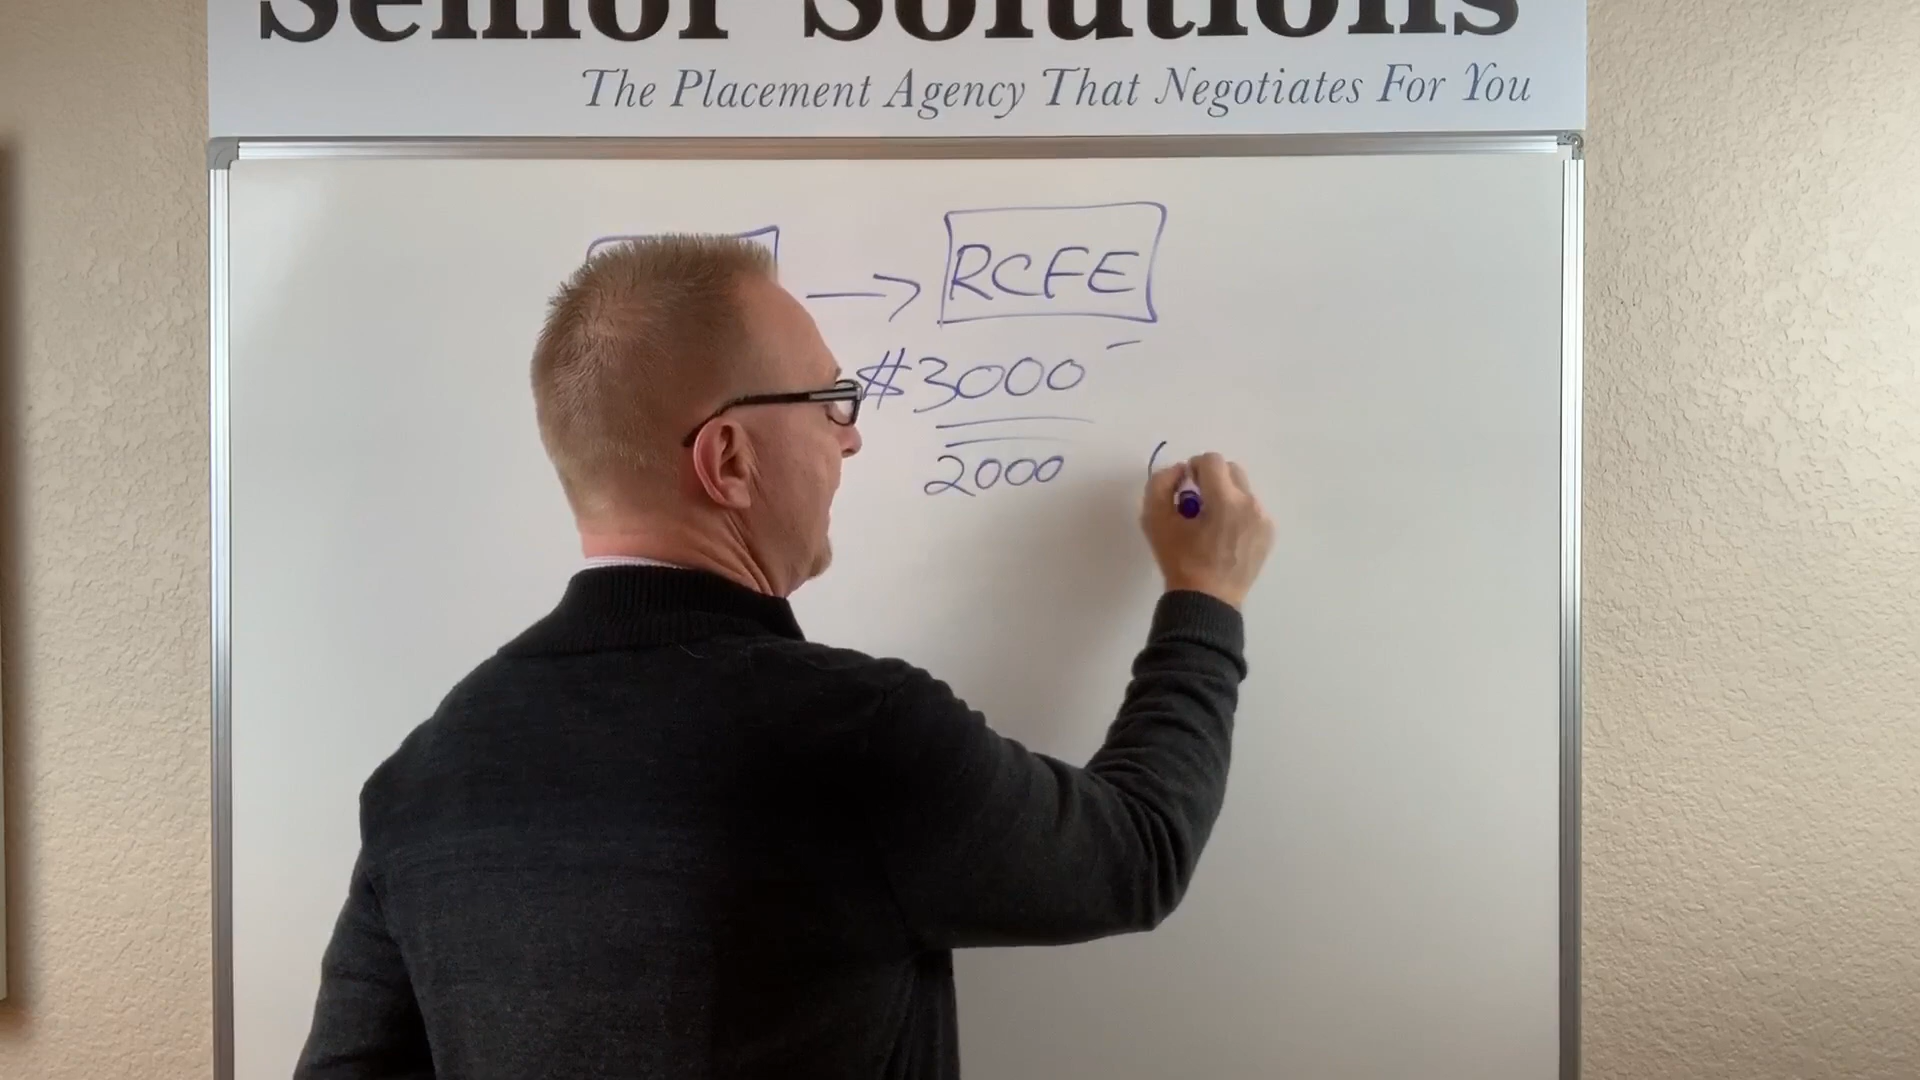 Senior Solutions
The Placement Agency That Negotiates For You
→ RCFE
$3000
2000 (